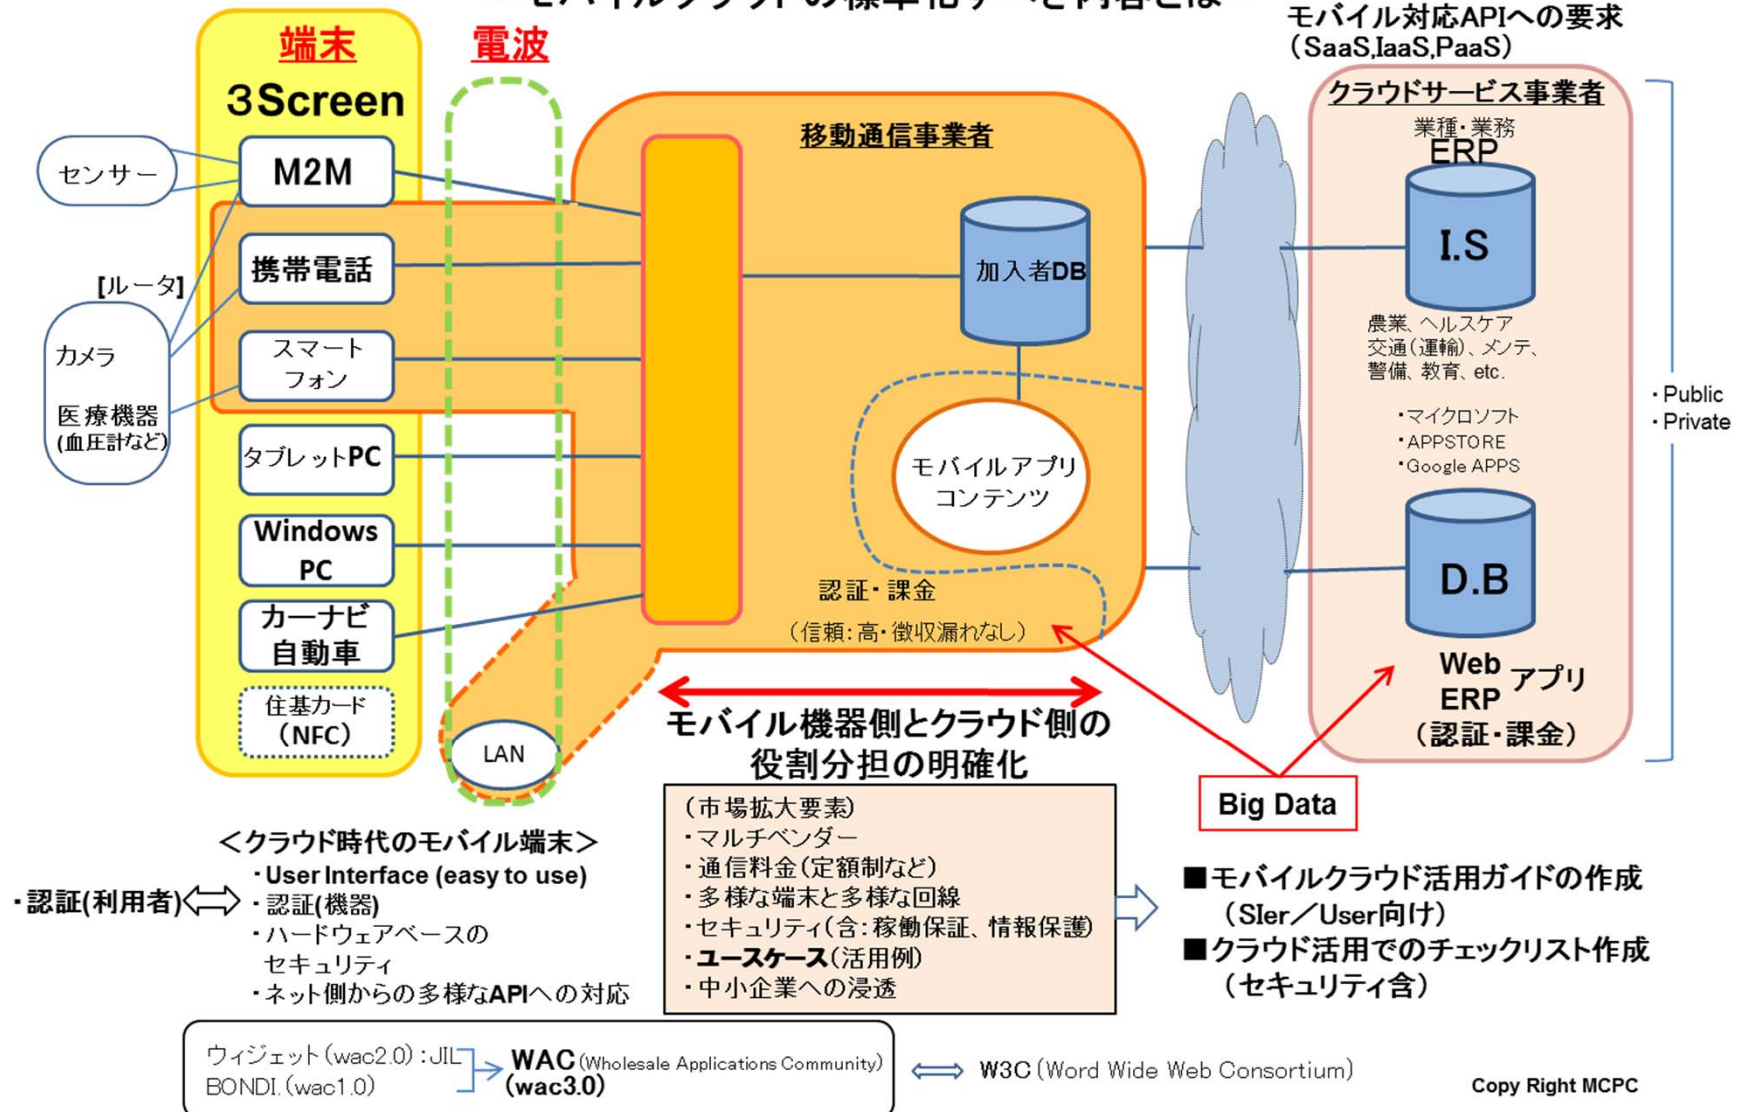 モバイルクラウドの標準化すべき内容とは
モバイル対応APIへの要求
（SaaS,IaaS,PaaS）
端末
電波
3Screen
クラウドサービス事業者
業種・業務
ERP
移動通信事業者
センサー
M2M
携帯電話
[ルータ]
カメラ
医療機器
(血圧計など)
スマート
フォン
タブレットPC
Windows
PC
カーナビ
自動車
住基カード
（NFC）
LAN
加入者DB
モバイルアプリ
コンテンツ
認証・課金
（信頼：高・徴収漏れなし）
I.S
農業、ヘルスケア
交通（運輸）、メンテ、
警備、教育、etc.
・マイクロソフト
・APPSTORE
・Google APPS
・Public
・Private
D.B
Web
ERP アプリ
（認証・課金）
モバイル機器側とクラウド側の
役割分担の明確化
Big Data
（市場拡大要素）
・マルチベンダー
・通信料金（定額制など）
・多様な端末と多様な回線
・セキュリティ（含：稼働保証、情報保護）
・ユースケース（活用例）
・中小企業への浸透
＜クラウド時代のモバイル端末＞
・User Interface (easy to use)
・認証(利用者)
・認証(機器)
・ハードウェアベースの
セキュリティ
・ネット側からの多様なAPIへの対応
■モバイルクラウド活用ガイドの作成
（SIer／User向け）
■クラウド活用でのチェックリスト作成
（セキュリティ含）
ウィジェット（wac2.0）：JIL
BONDI.（wac1.0）
WAC（Wholesale Applications Community）
(wac3.0)
W3C（Word Wide Web Consortium）
Copy Right MCPC